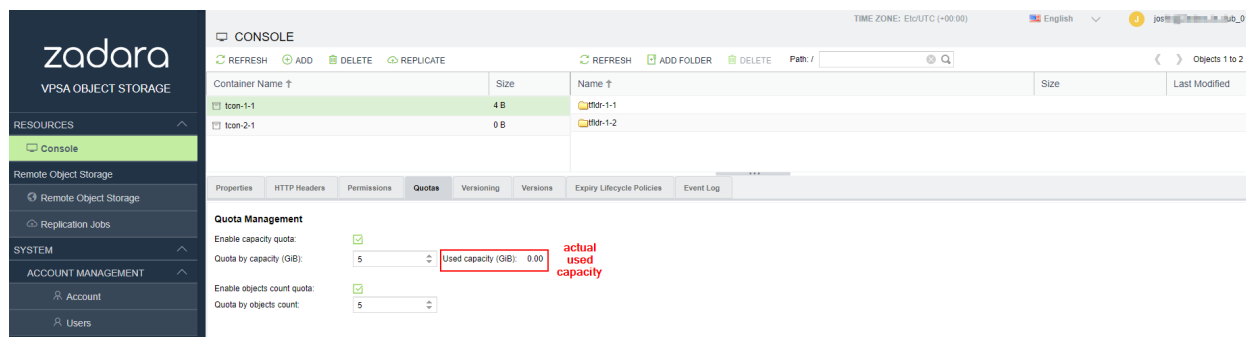 TIME ZONE: Etc/UTC (+00:00) English J
CONSOLE
zadara
VPSA OBJECT STORAGE
REFRESH ADD DELETE REPLICATE
REFRESH ADD FOLDER DELETE Path: / Objects 1 to 2
Container Name Size
Name Size Last Modified
tcon-1-1 4 B
tcon-2-1 0 B
tfldr-1-1
tfldr-1-2
RESOURCES
Console
Remote Object Storage
Remote Object Storage
Replication Jobs
SYSTEM
ACCOUNT MANAGEMENT
Account
Users
Properties HTTP Headers Permissions Quotas Versioning Versions Expiry Lifecycle Policies Event Log
Quota Management
Enable capacity quota:
Quota by capacity (GiB): 5 Used capacity (GiB): 0.00
actual
used
capacity
Enable objects count quota:
Quota by objects count: 5